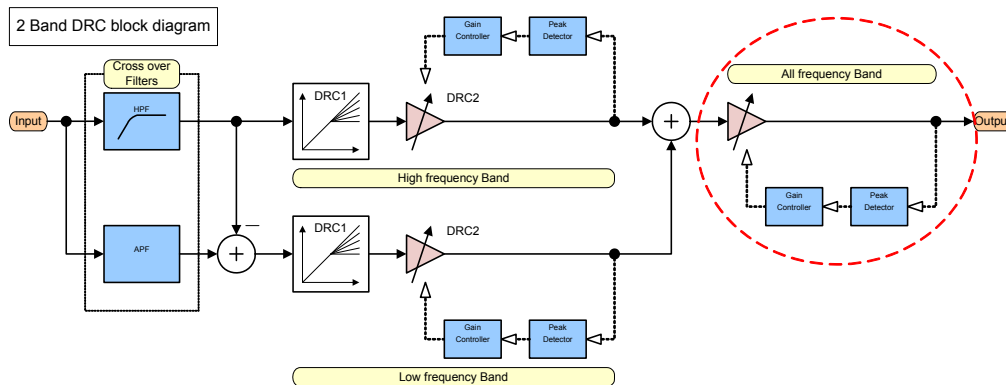 2 Band DRC block diagram
Cross over
Filters
Input
HPF
APF
DRC1
DRC2
Gain
Controller
Peak
Detector
High frequency Band
DRC1
DRC2
Gain
Controller
Peak
Detector
Low frequency Band
All frequency Band
Gain
Controller
Peak
Detector
Output